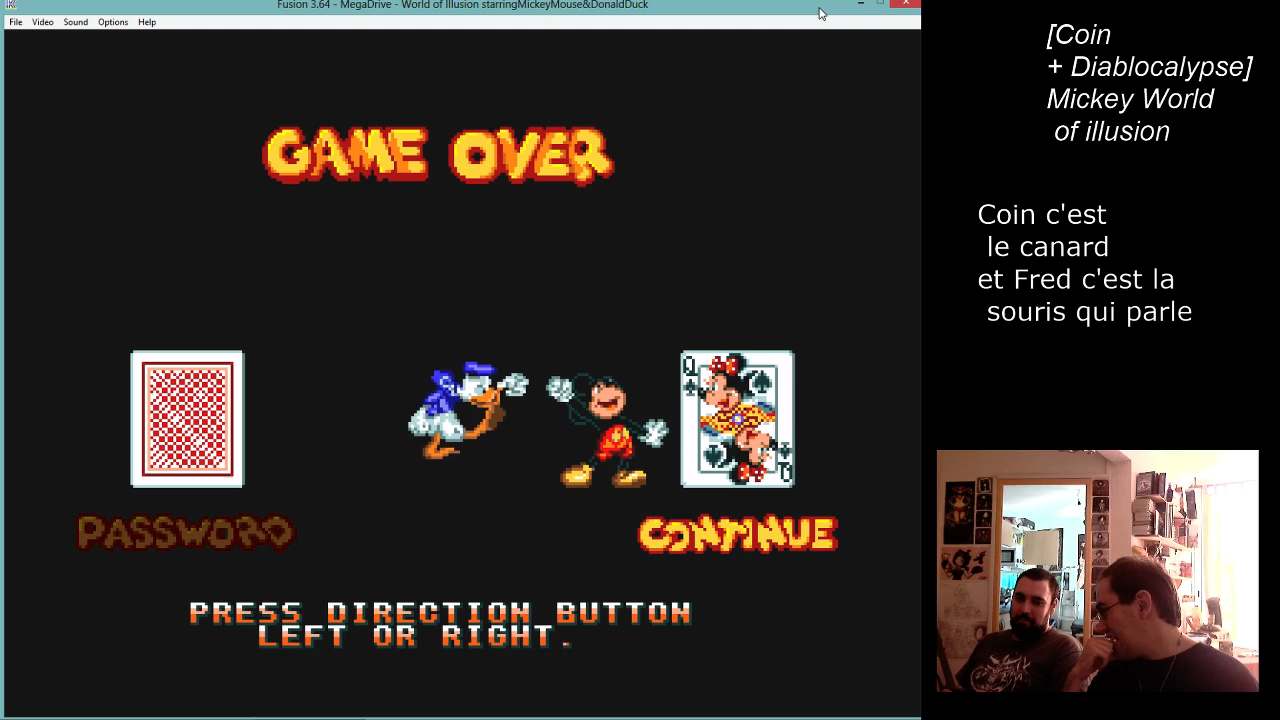 Fusion 3.64 - MegaDrive - World of Illusion starringMickeyMouse&DonaldDuck
File Video Sound Options Help
GAME OVER
Q
Q
PASSWORD
CONTINUE
PRESS DIRECTION BUTTON
LEFT OR RIGHT.
[Coin
+ Diablocalypse]
Mickey World
of illusion
Coin c'est
le canard
et Fred c'est la
souris qui parle